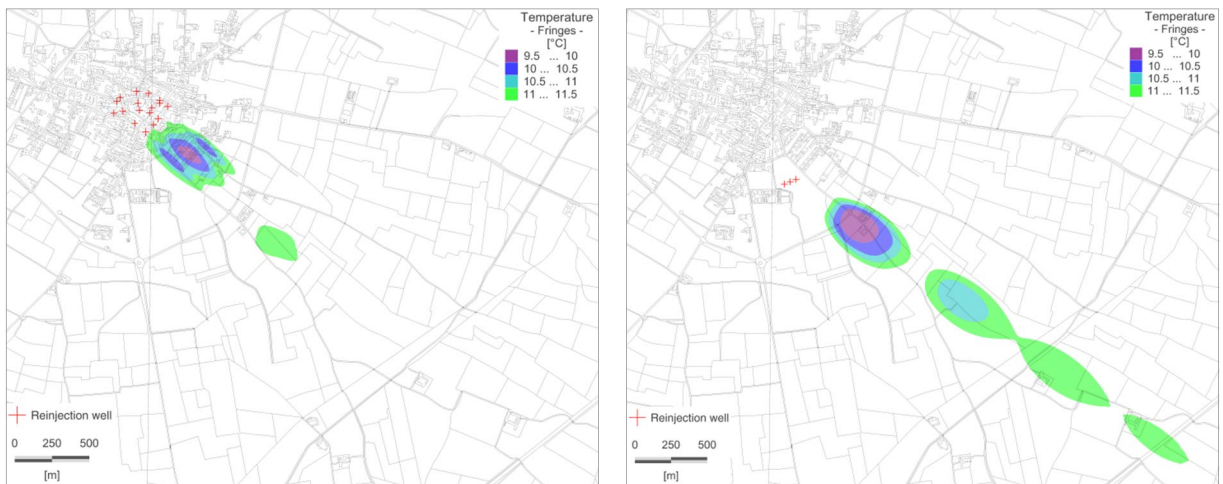 Temperature
- Fringes -
[°C]
9.5 ... 10
10 ... 10.5
10.5 ... 11
11 ... 11.5
Reinjection well
0 250 500
[m]
Temperature
- Fringes -
[°C]
9.5 ... 10
10 ... 10.5
10.5 ... 11
11 ... 11.5
Reinjection well
0 250 500
[m]